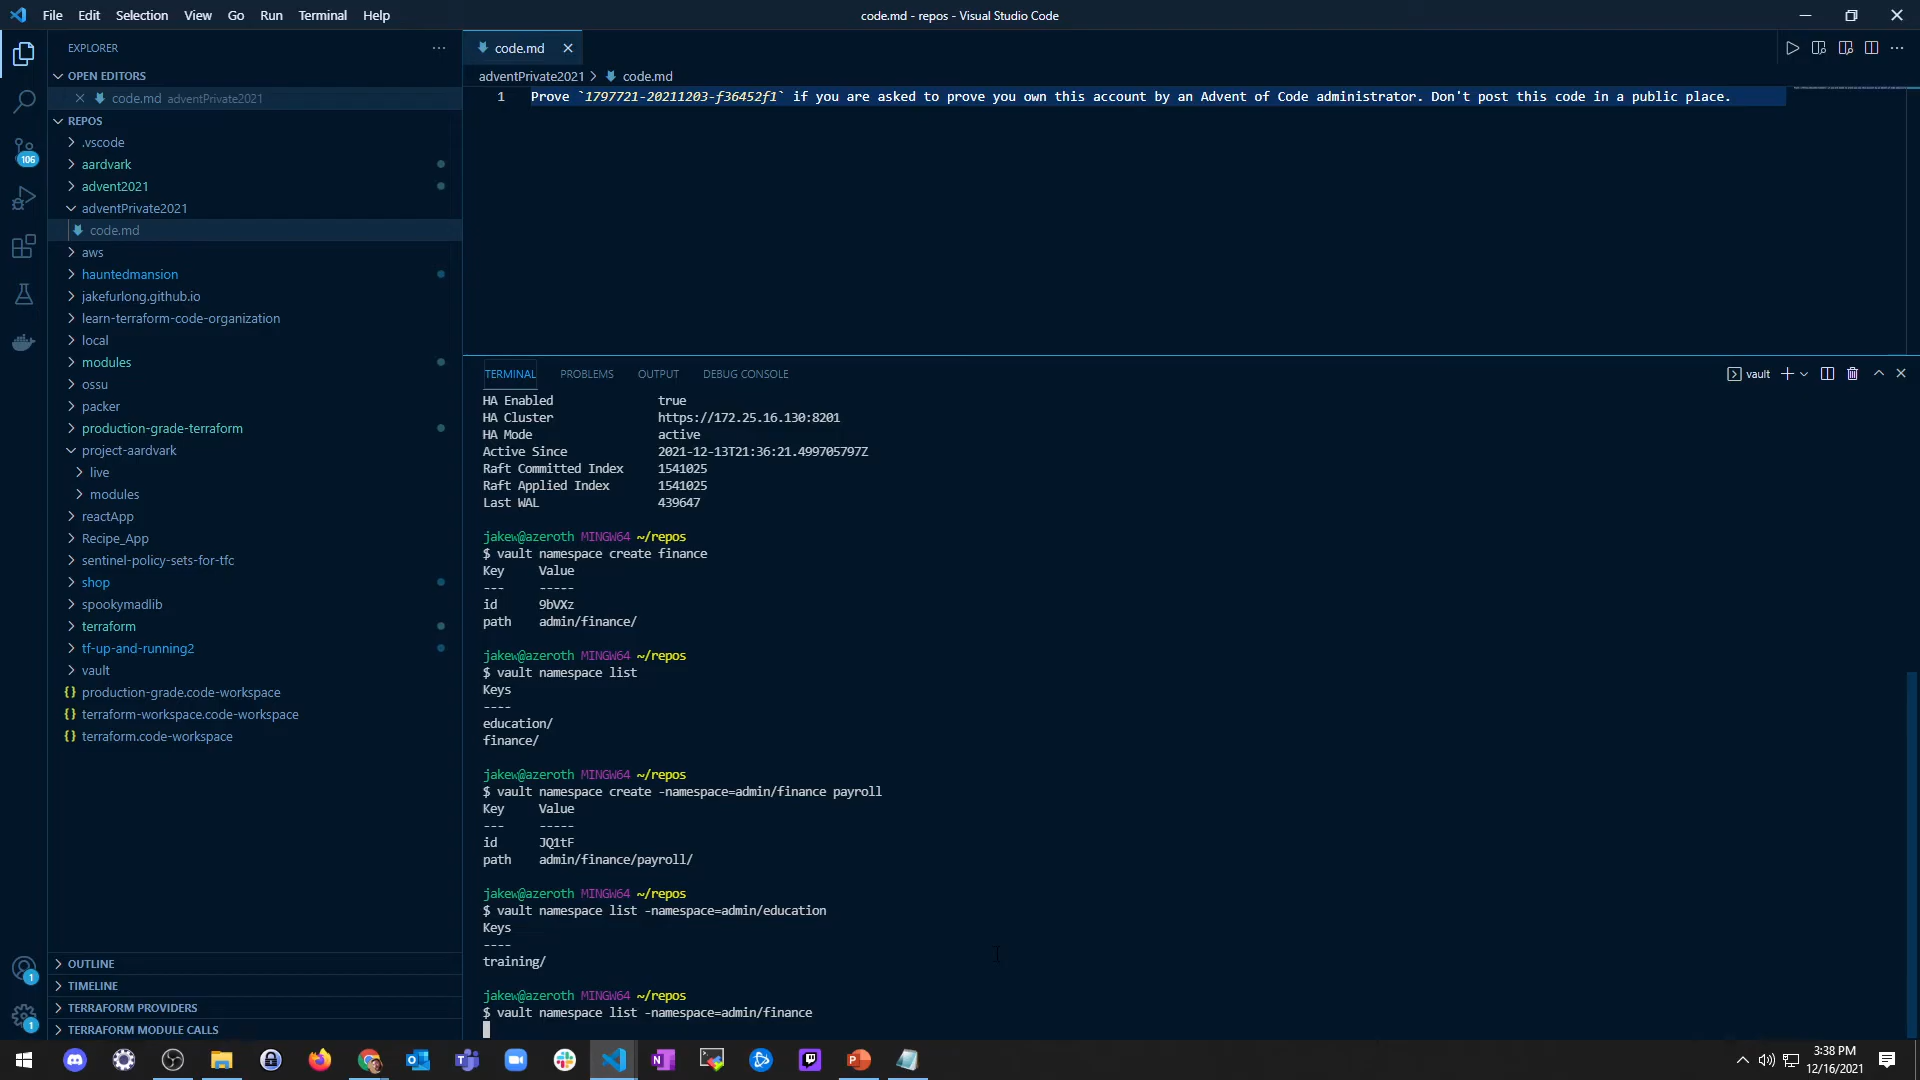 File Edit Selection View Go Run Terminal Help
code.md - repos - Visual Studio Code
EXPLORER
OPEN EDITORS
code.md adventPrivate2021
REPOS
.vscode
aardvark
advent2021
adventPrivate2021
code.md
aws
hauntedmansion
jakefurlong.github.io
learn-terraform-code-organization
local
modules
ossu
packer
production-grade-terraform
project-aardvark
live
modules
reactApp
Recipe_App
sentinel-policy-sets-for-tfc
shop
spookymadlib
terraform
tf-up-and-running2
vault
{} production-grade.code-workspace
{} terraform-workspace.code-workspace
{} terraform.code-workspace
OUTLINE
TIMELINE
TERRAFORM PROVIDERS
TERRAFORM MODULE CALLS
106
1
1
code.md
adventPrivate2021 > code.md
1 Prove `1797721-20211203-f36452f1` if you are asked to prove you own this account by an Advent of Code administrator. Don't post this code in a public place.
TERMINAL PROBLEMS OUTPUT DEBUG CONSOLE
vault
HA Enabled true
HA Cluster https://172.25.16.130:8201
HA Mode active
Active Since 2021-12-13T21:36:21.499705797Z
Raft Committed Index 1541025
Raft Applied Index 1541025
Last WAL 439647
jakew@azeroth MINGW64 ~/repos
$ vault namespace create finance
Key Value
--- -----
id 9bVXz
path admin/finance/
jakew@azeroth MINGW64 ~/repos
$ vault namespace list
Keys
----
education/
finance/
jakew@azeroth MINGW64 ~/repos
$ vault namespace create -namespace=admin/finance payroll
Key Value
--- -----
id JQ1tF
path admin/finance/payroll/
jakew@azeroth MINGW64 ~/repos
$ vault namespace list -namespace=admin/education
Keys
----
training/
jakew@azeroth MINGW64 ~/repos
$ vault namespace list -namespace=admin/finance
3:38 PM
12/16/2021